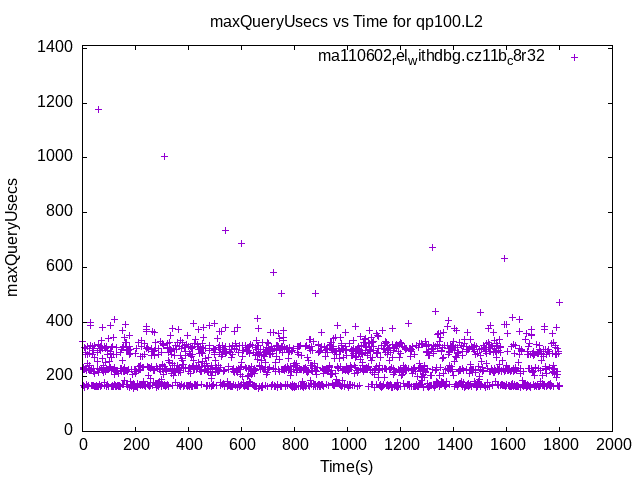 maxQueryUsecs vs Time for qp100.L2
ma110602relwithdbg.cz11bc8r32
1400
1200
1000
800
600
400
200
0
maxQueryUsecs
0 200 400 600 800 1000 1200 1400 1600 1800 2000
Time(s)